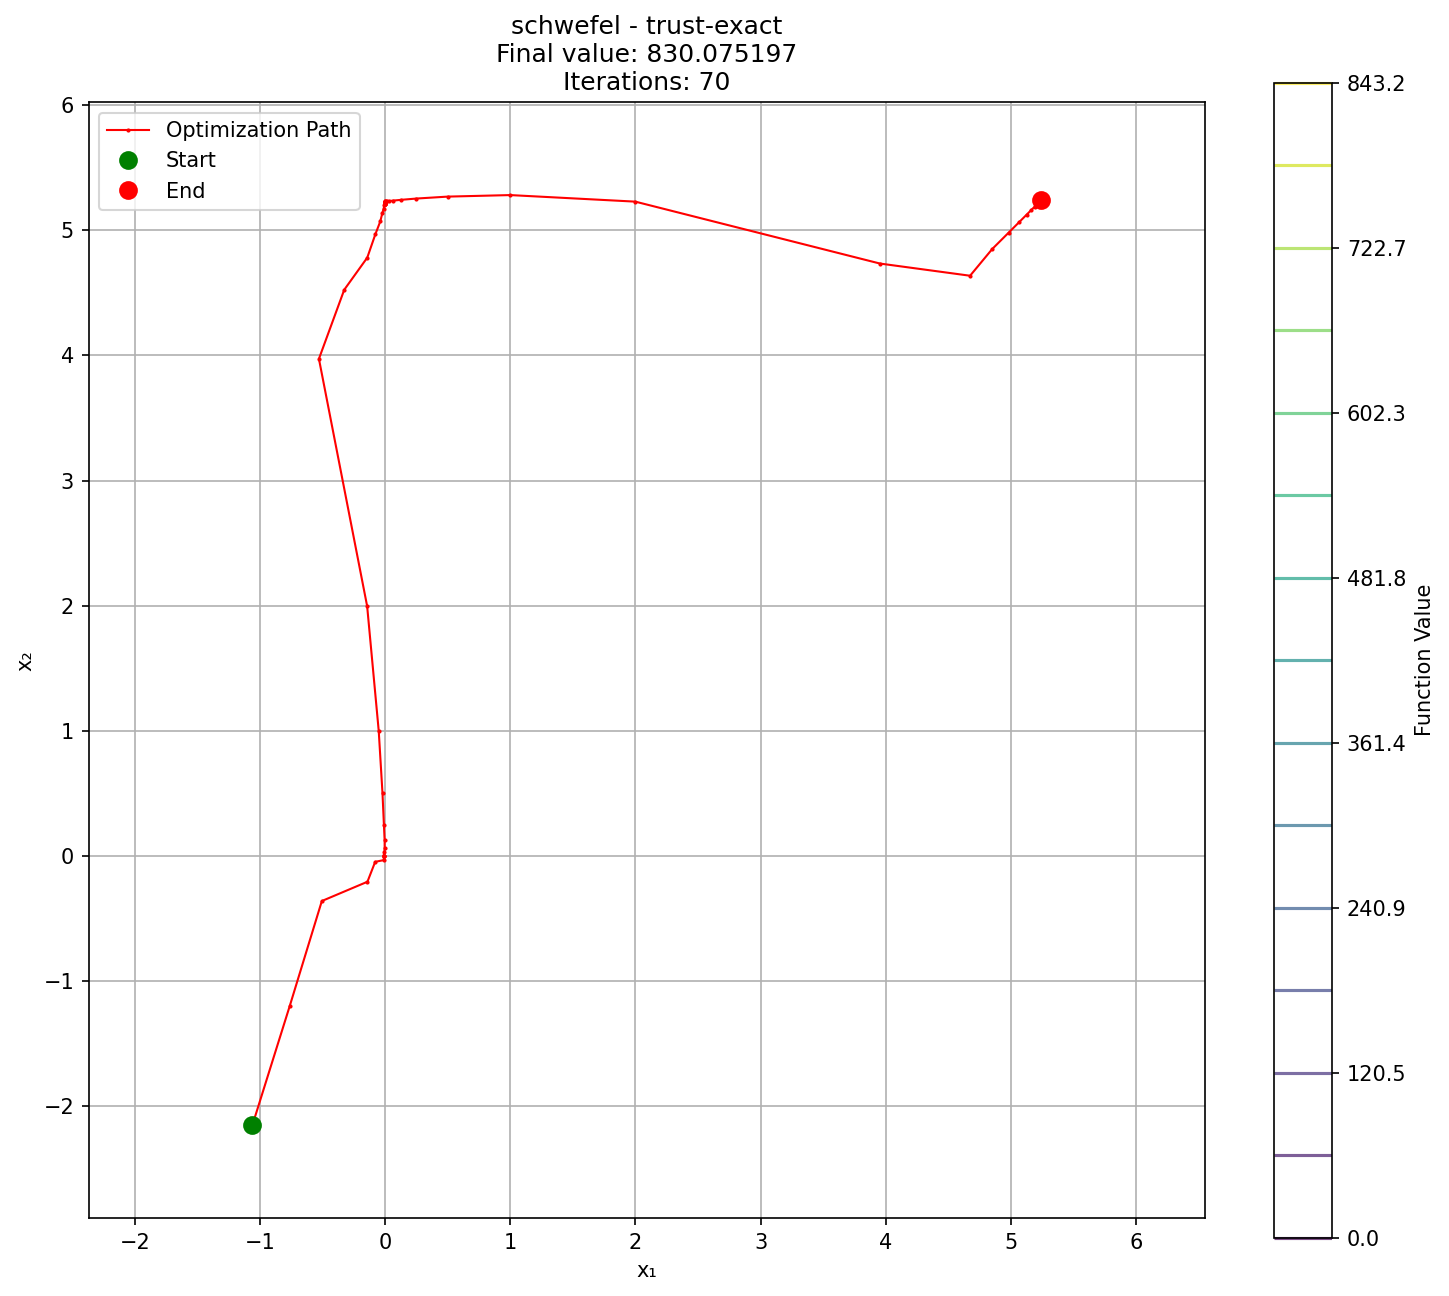 schwefel - trust-exact
Final value: 830.075197
Iterations: 70
Optimization Path
Start
End
6
5
4
3
2
1
0
−1
−2
x₂
−2
−1
0
1
2
3
4
5
6
x₁
843.2
722.7
602.3
481.8
361.4
240.9
120.5
0.0
Function Value